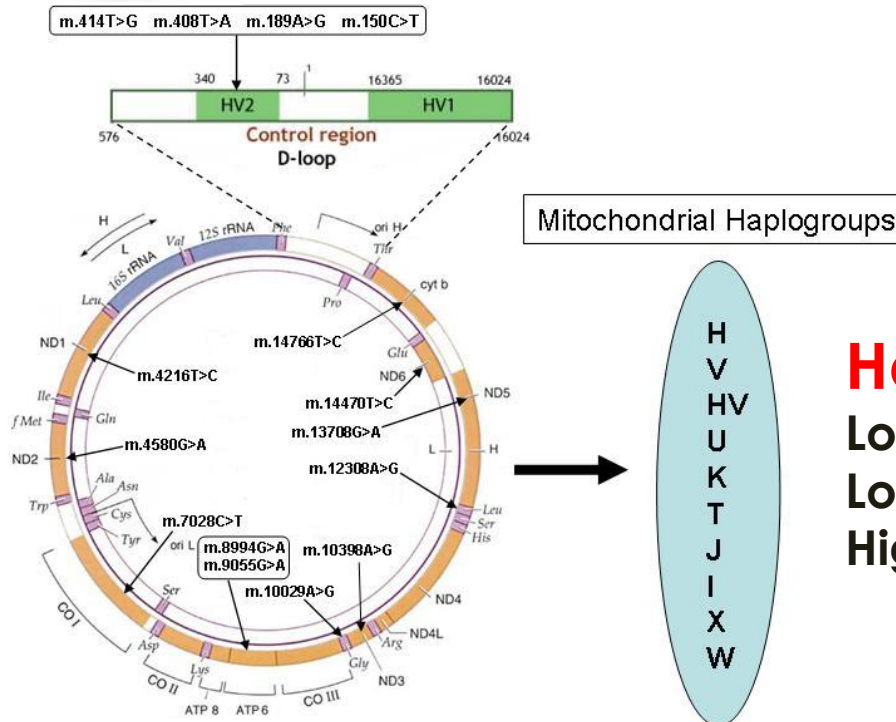 m.414T>G m.408T>A m.189A>G m.150C>T
340 73 1 16365 16024
HV2 HV1
576 Control region 16024
D-loop
H
L
16S rRNA
Val
12S rRNA
Phe
ori H
Thr
cyt b
Pro
Leu
ND1
m.14766T>C
Glu
ND6
m.4216T>C
m.14470T>C
ND5
Ile
f Met
Gln
m.13708G>A
ND2
m.4580G>A
L
H
m.12308A>G
Trp
Ala
Asn
Cys
Tyr
Leu
Ser
His
m.7028C>T
ori L
m.8994G>A
m.9055G>A
m.10398A>G
m.10029A>G
ND4
CO I
Ser
Asp
CO II
Lys
ATP 8
ATP 6
CO III
Gly
ND3
Arg
ND4L
Mitochondrial Haplogroups
H
V
HV
U
K
T
J
I
X
W
Lo
Lo
Hig